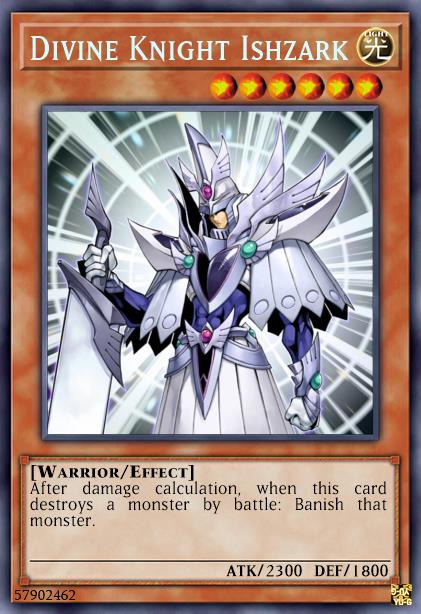 DIVINE KNIGHT ISHZARK
LIGHT
光
[WARRIOR/EFFECT]
After damage calculation, when this card
destroys a monster by battle: Banish that
monster.
ATK/2300 DEF/1800
57902462